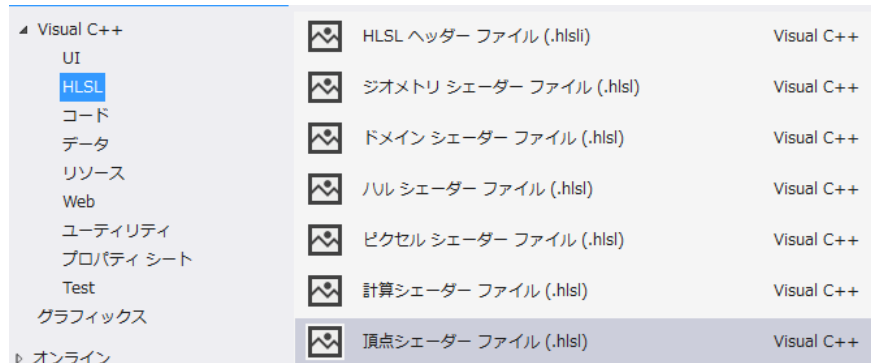 Visual C++
UI
HLSL
コード
データ
リソース
Web
ユーティリティ
プロパティ シート
Test
グラフィックス
オンライン
HLSL ヘッダー ファイル (.hlsli) Visual C++
ジオメトリ シェーダー ファイル (.hlsl) Visual C++
ドメイン シェーダー ファイル (.hlsl) Visual C++
ハル シェーダー ファイル (.hlsl) Visual C++
ピクセル シェーダー ファイル (.hlsl) Visual C++
計算シェーダー ファイル (.hlsl) Visual C++
頂点シェーダー ファイル (.hlsl) Visual C++